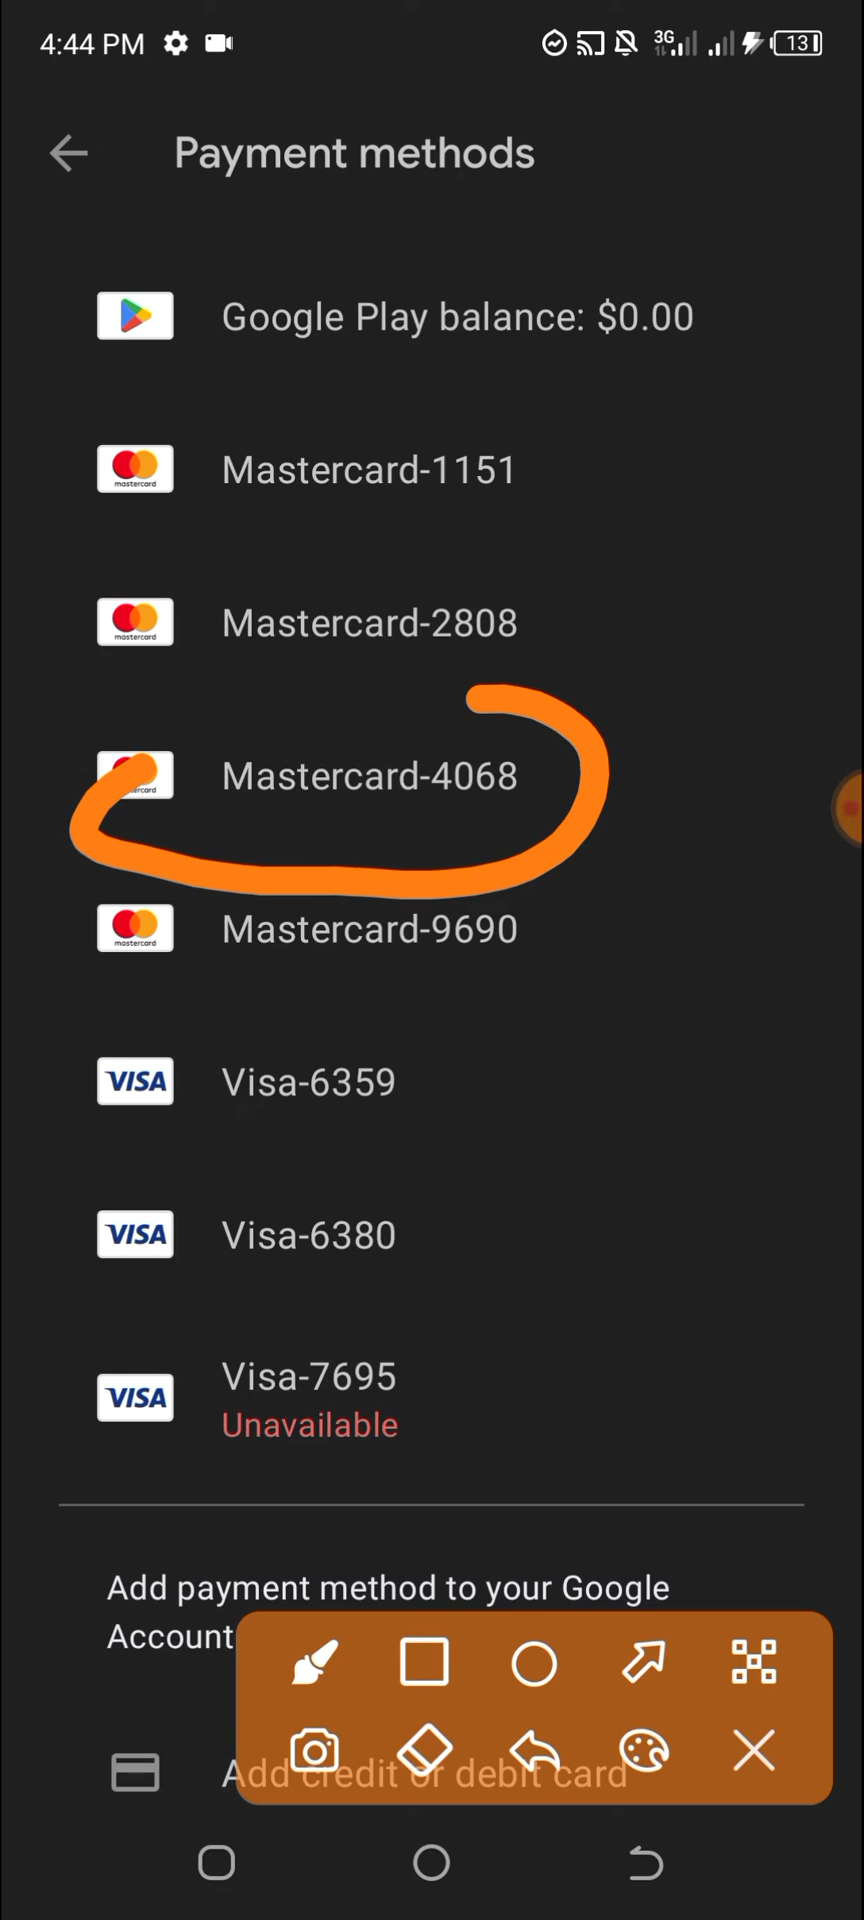 4:44 PM
3G
13
Payment methods
Google Play balance: $0.00
mastercard
Mastercard-1151
mastercard
Mastercard-2808
Mastercard-4068
mastercard
Mastercard-9690
VISA
Visa-6359
VISA
Visa-6380
VISA
Visa-7695
Unavailable
Add payment method to your Google
Account
Add credit or debit card